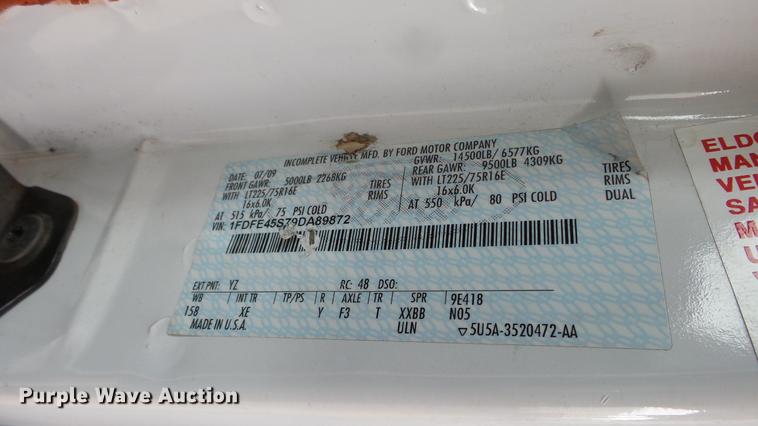 INCOMPLETE VEHICLE MFD. BY FORD MOTOR COMPANY
DATE: 07/09 GVWR: 14500LB/ 6577KG
FRONT GAWR: 5000LB 2268KG REAR GAWR: 9500LB 4309KG
WITH LT225/75R16E TIRES WITH LT225/75R16E TIRES
16x6.0K RIMS 16x6.0K RIMS
AT 515 kPa/ 75 PSI COLD AT 550 kPa/ 80 PSI COLD DUAL
VIN: 1FDFE45S79DA89872
EXT PNT: YZ RC: 48 DSO:
WB INT TR TP/PS R AXLE TR SPR 9E418
158 XE Y F3 T XXBB N05
MADE IN U.S.A. ULN ▽5U5A-3520472-AA
ELDO
MAN
VE
SA
M
U
Purple Wave Auction